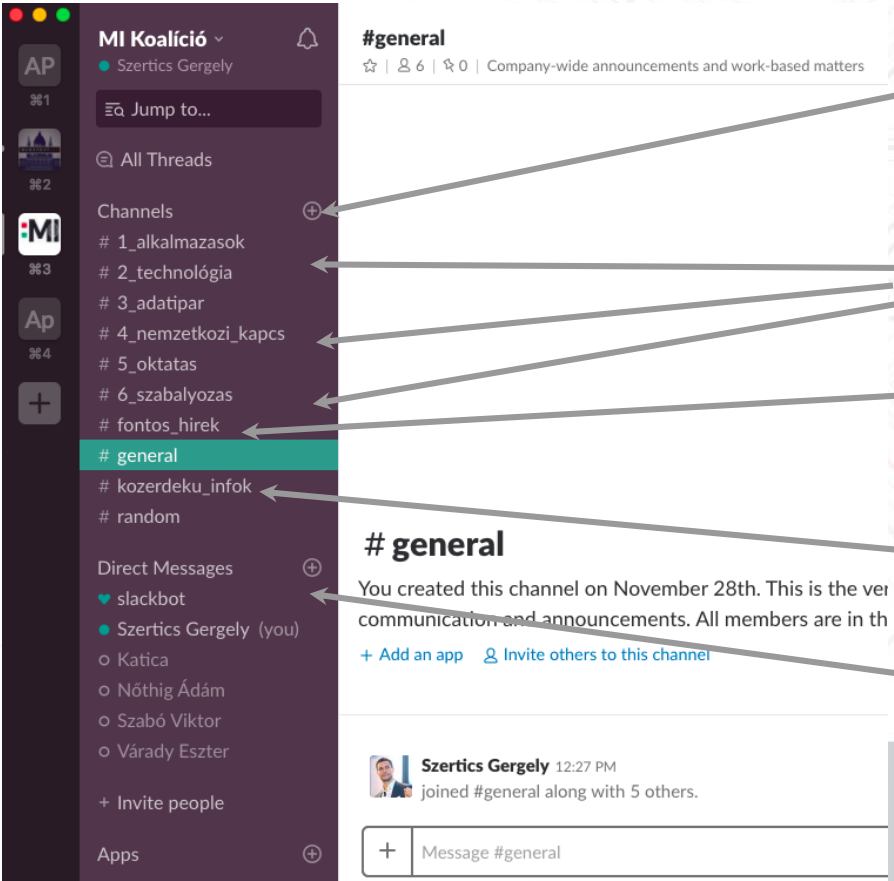 AP
⌘1
⌘2
:MI
⌘3
Ap
⌘4
+
MI Koalíció
Szertics Gergely
Jump to...
All Threads
Channels
# 1_alkalmazasok
# 2_technológia
# 3_adatipar
# 4_nemzetkozi_kapcs
# 5_oktatas
# 6_szabalyozas
# fontos_hirek
# general
# kozerdeku_infok
# random
Direct Messages
slackbot
Szertics Gergely (you)
Katica
Nőthig Ádám
Szabó Viktor
Várady Eszter
+ Invite people
Apps
#general
6 | 0 | Company-wide announcements and work-based matters
# general
You created this channel on November 28th. This is the ver
communication and announcements. All members are in th
+ Add an app Invite others to this channel
Szertics Gergely 12:27 PM
joined #general along with 5 others.
+ Message #general